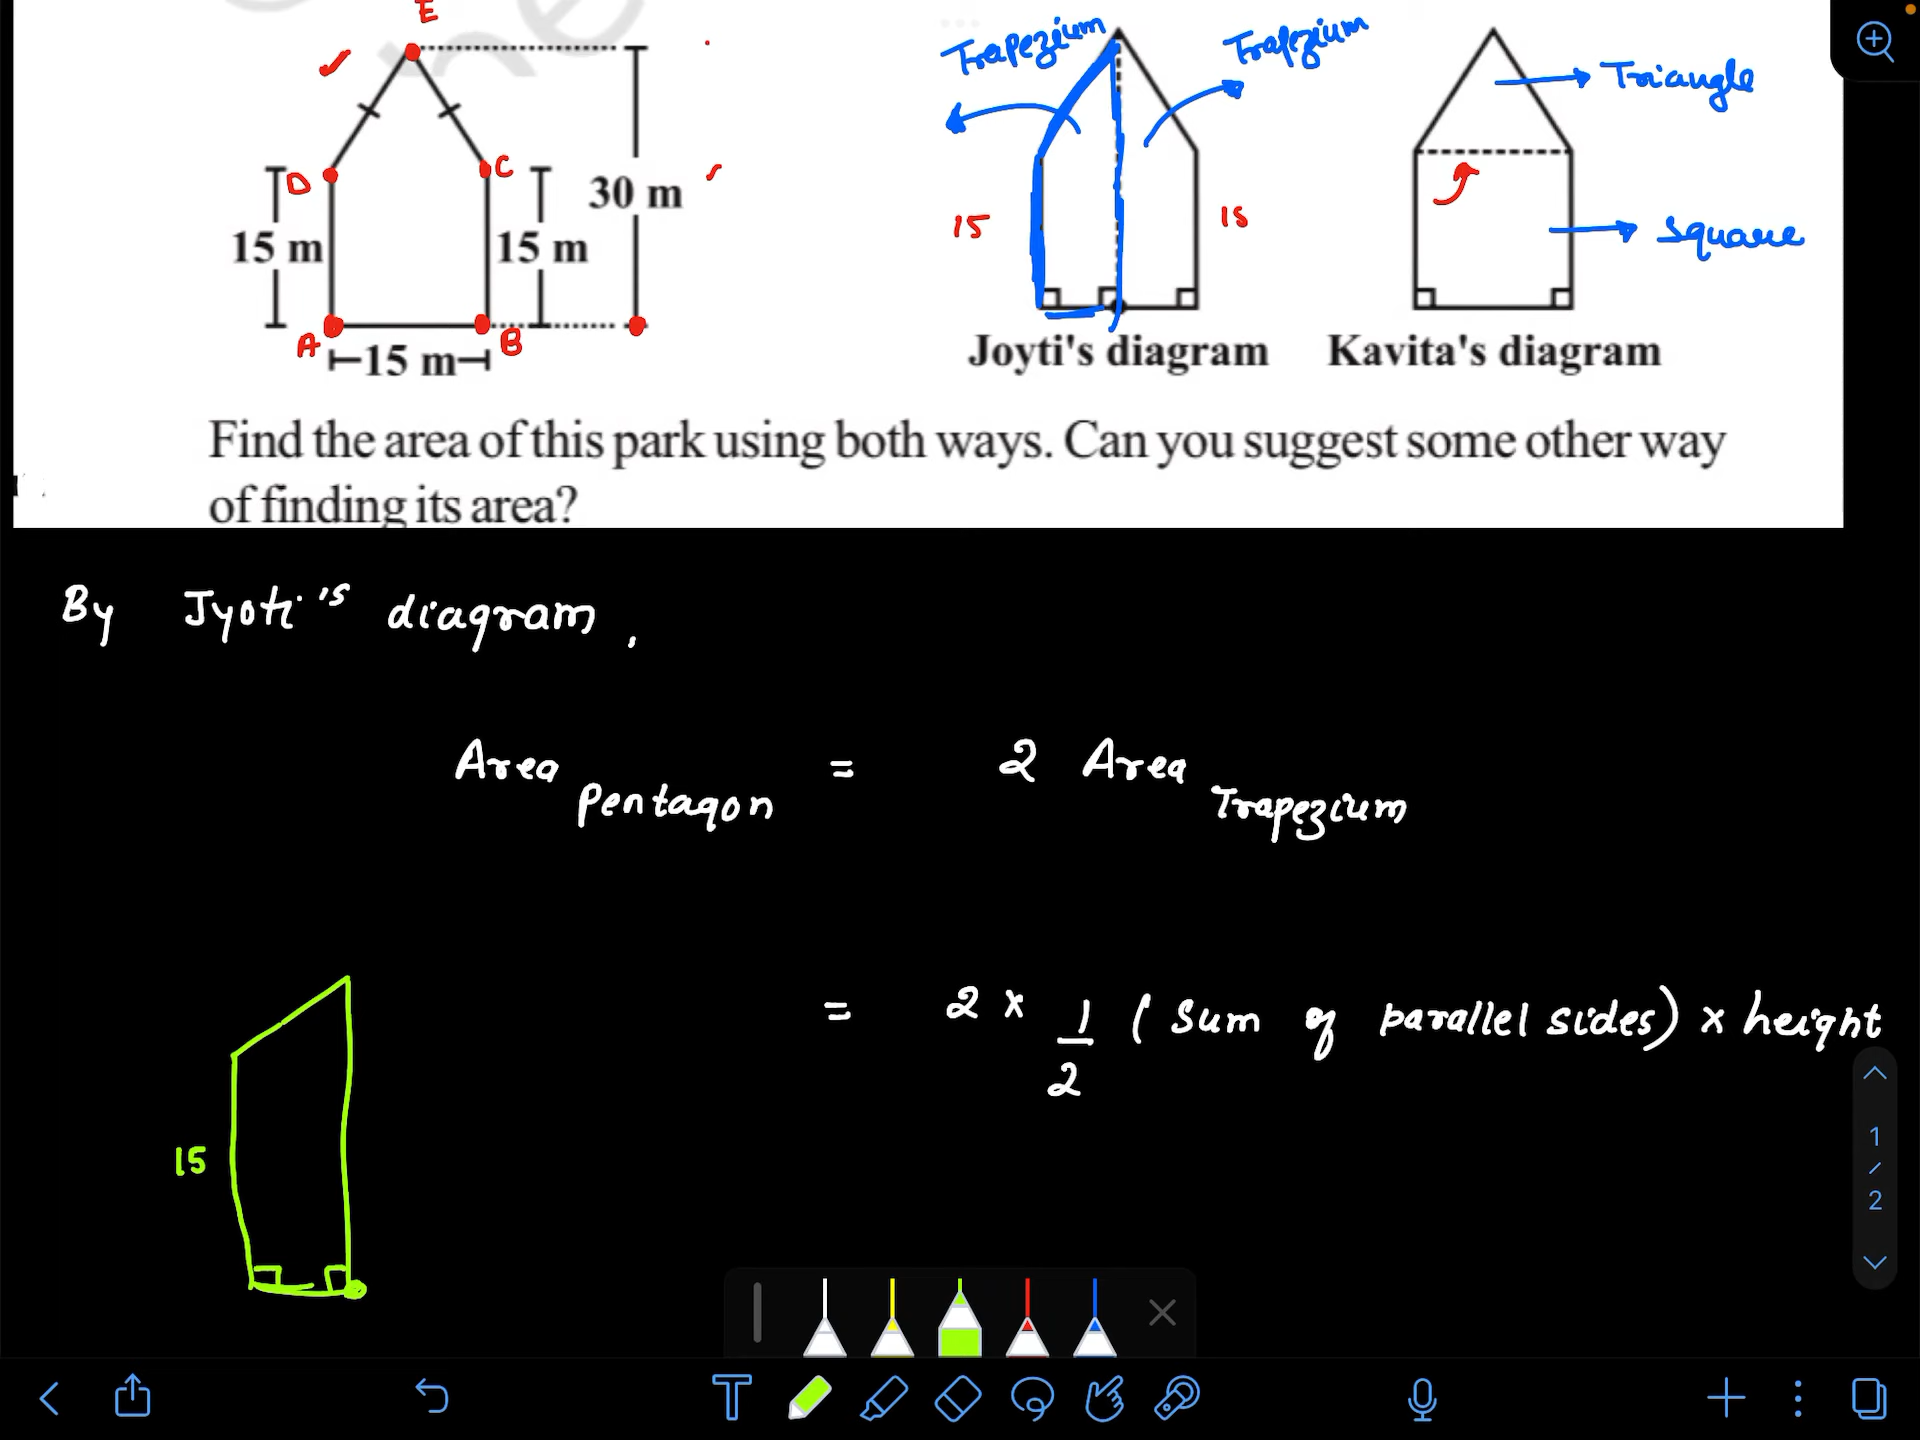 E
Trapezium Trapezium Triangle
D C 30 m
15 m 15 m 15 15 square
A B
15 m
Joyti's diagram Kavita's diagram
Find the area of this park using both ways. Can you suggest some other way
of finding its area?
By Jyoti's diagram,
Area Pentagon = 2 Area Trapezium
= 2 × 1/2 (Sum of parallel sides) × height
15
1
/
2
T